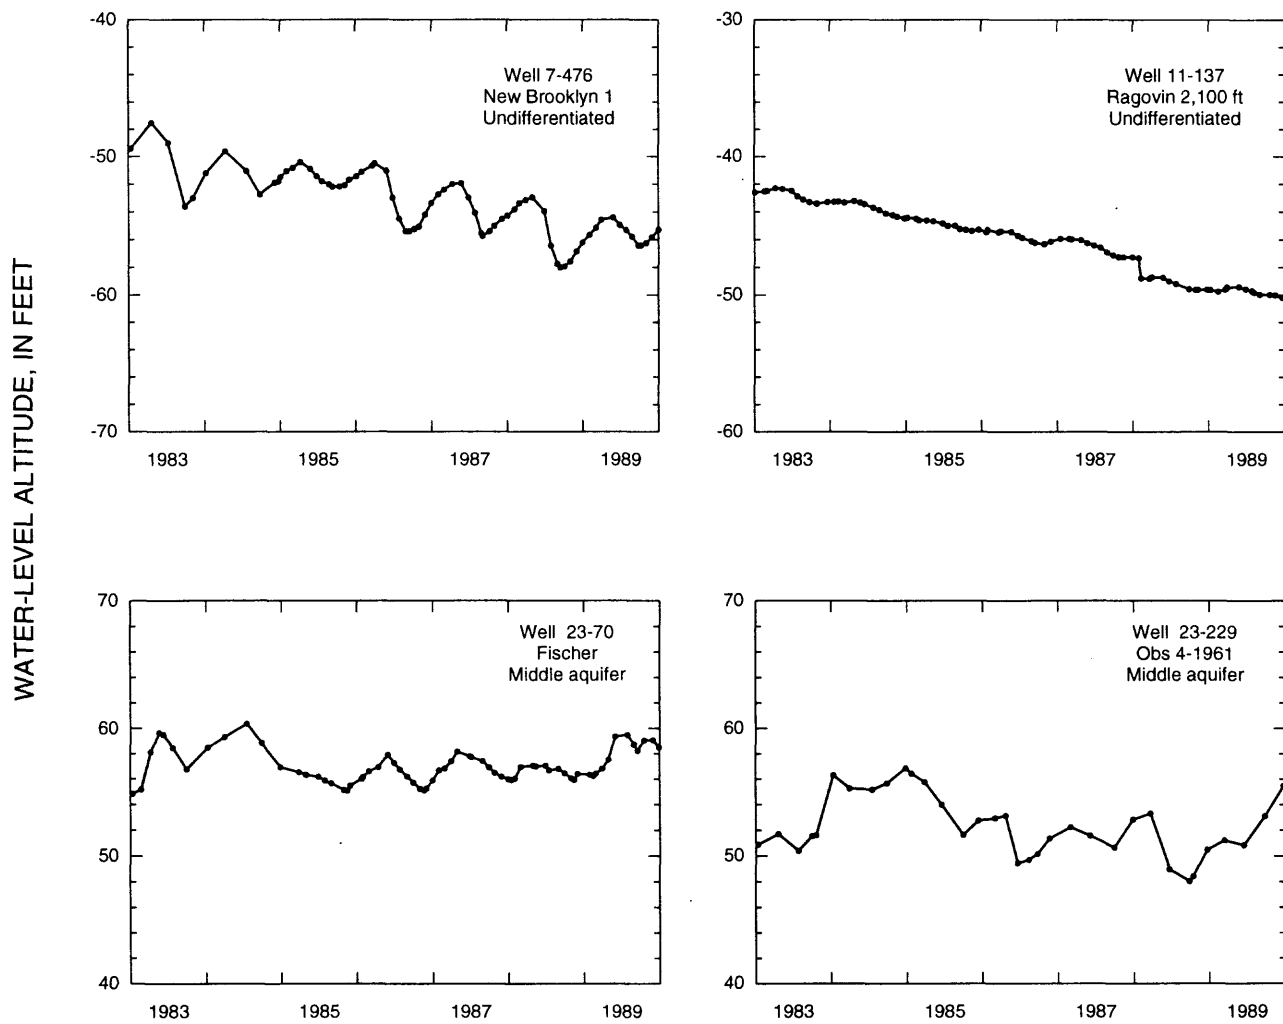 WATER-LEVEL ALTITUDE, IN FEET
-40
-50
-60
-70
Well 7-476
New Brooklyn 1
Undifferentiated
1983 1985 1987 1989
-30
-40
-50
-60
Well 11-137
Ragovin 2,100 ft
Undifferentiated
1983 1985 1987 1989
70
60
50
40
Well 23-70
Fischer
Middle aquifer
1983 1985 1987 1989
70
60
50
40
Well 23-229
Obs 4-1961
Middle aquifer
1983 1985 1987 1989